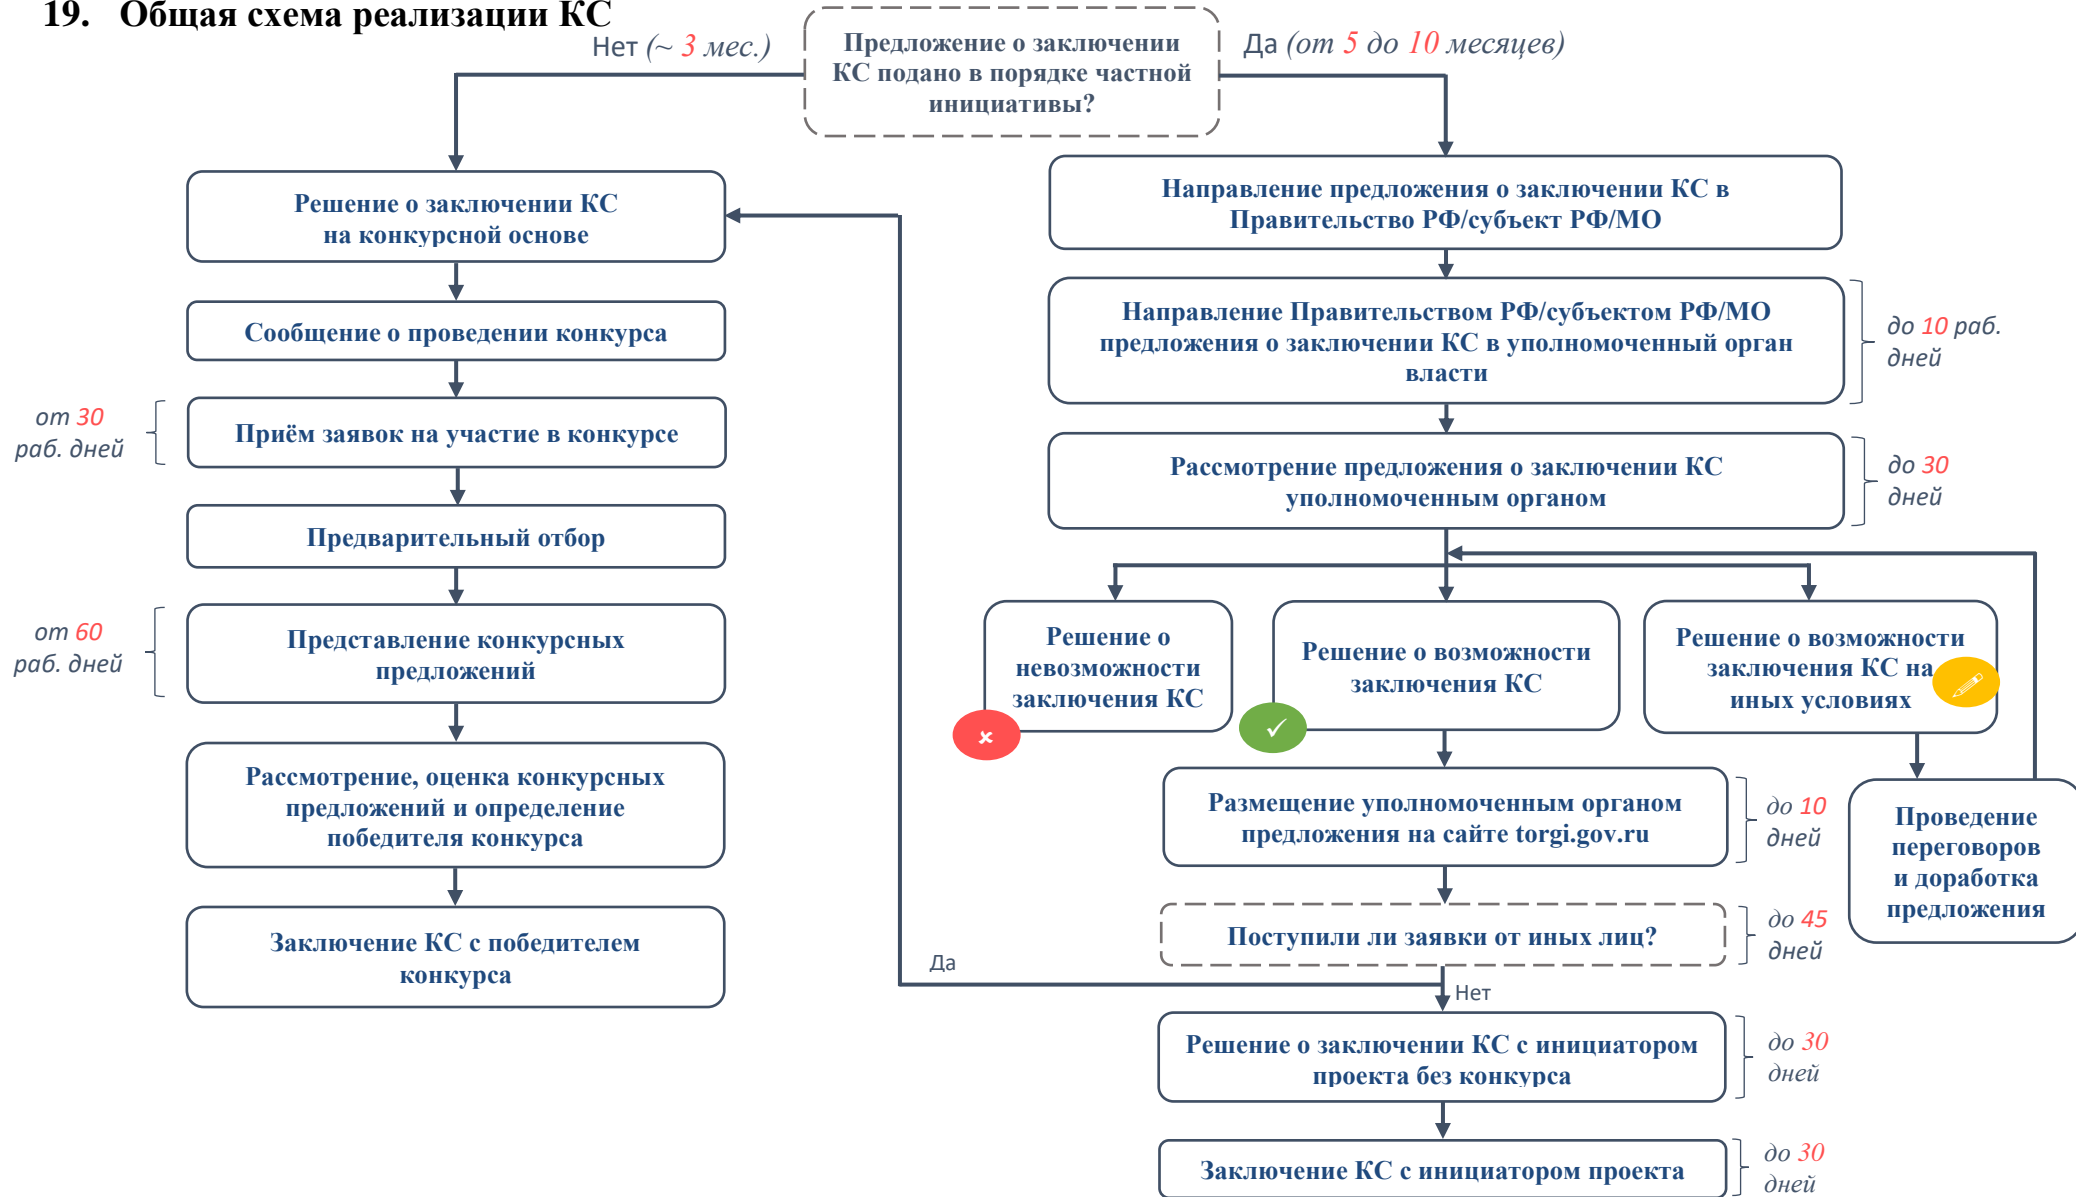 19. Общая схема реализации КС
Нет (~ 3 мес.)
Предложение о заключении
КС подано в порядке частной
инициативы?
Да (от 5 до 10 месяцев)
Решение о заключении КС
на конкурсной основе
Сообщение о проведении конкурса
от 30
раб. дней
Приём заявок на участие в конкурсе
Предварительный отбор
от 60
раб. дней
Представление конкурсных
предложений
Рассмотрение, оценка конкурсных
предложений и определение
победителя конкурса
Заключение КС с победителем
конкурса
Направление предложения о заключении КС в
Правительство РФ/субъект РФ/МО
Направление Правительством РФ/субъектом РФ/МО
предложения о заключении КС в уполномоченный орган
власти
до 10 раб.
дней
Рассмотрение предложения о заключении КС
уполномоченным органом
до 30
дней
Решение о
невозможности
заключения КС
Решение о возможности
заключения КС
Решение о возможности
заключения КС на
иных условиях
Размещение уполномоченным органом
предложения на сайте torgi.gov.ru
до 10
дней
Проведение
переговоров
и доработка
предложения
Поступили ли заявки от иных лиц?
до 45
дней
Да
Нет
Решение о заключении КС с инициатором
проекта без конкурса
до 30
дней
Заключение КС с инициатором проекта
до 30
дней